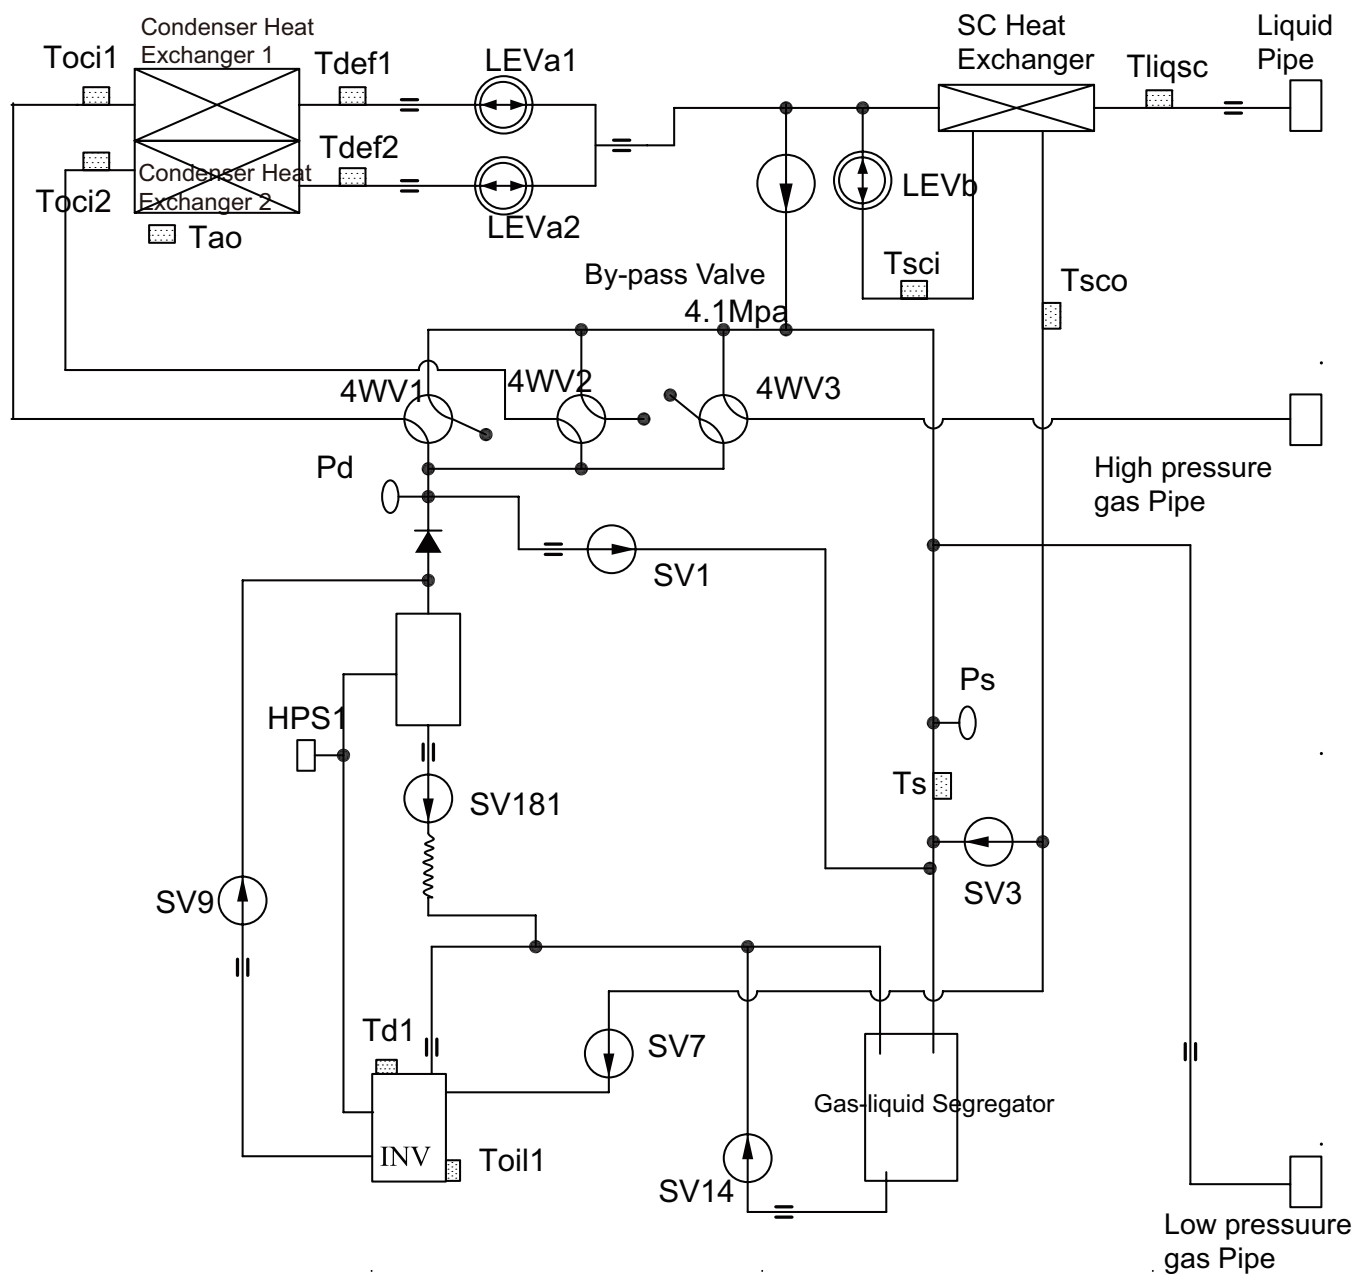 Condenser Heat
Exchanger 1
SC Heat
Exchanger
Liquid
Pipe
Toci1
Tdef1
LEVa1
Tliqsc
Tdef2
Condenser Heat
Exchanger 2
Toci2
LEVa2
LEVb
Tao
Tsci
By-pass Valve
4.1Mpa
Tsco
4WV1
4WV2
4WV3
Pd
High pressure
gas Pipe
SV1
Ps
HPS1
Ts
SV181
SV9
SV3
Td1
SV7
Gas-liquid Segregator
INV
Toil1
SV14
Low pressuure
gas Pipe